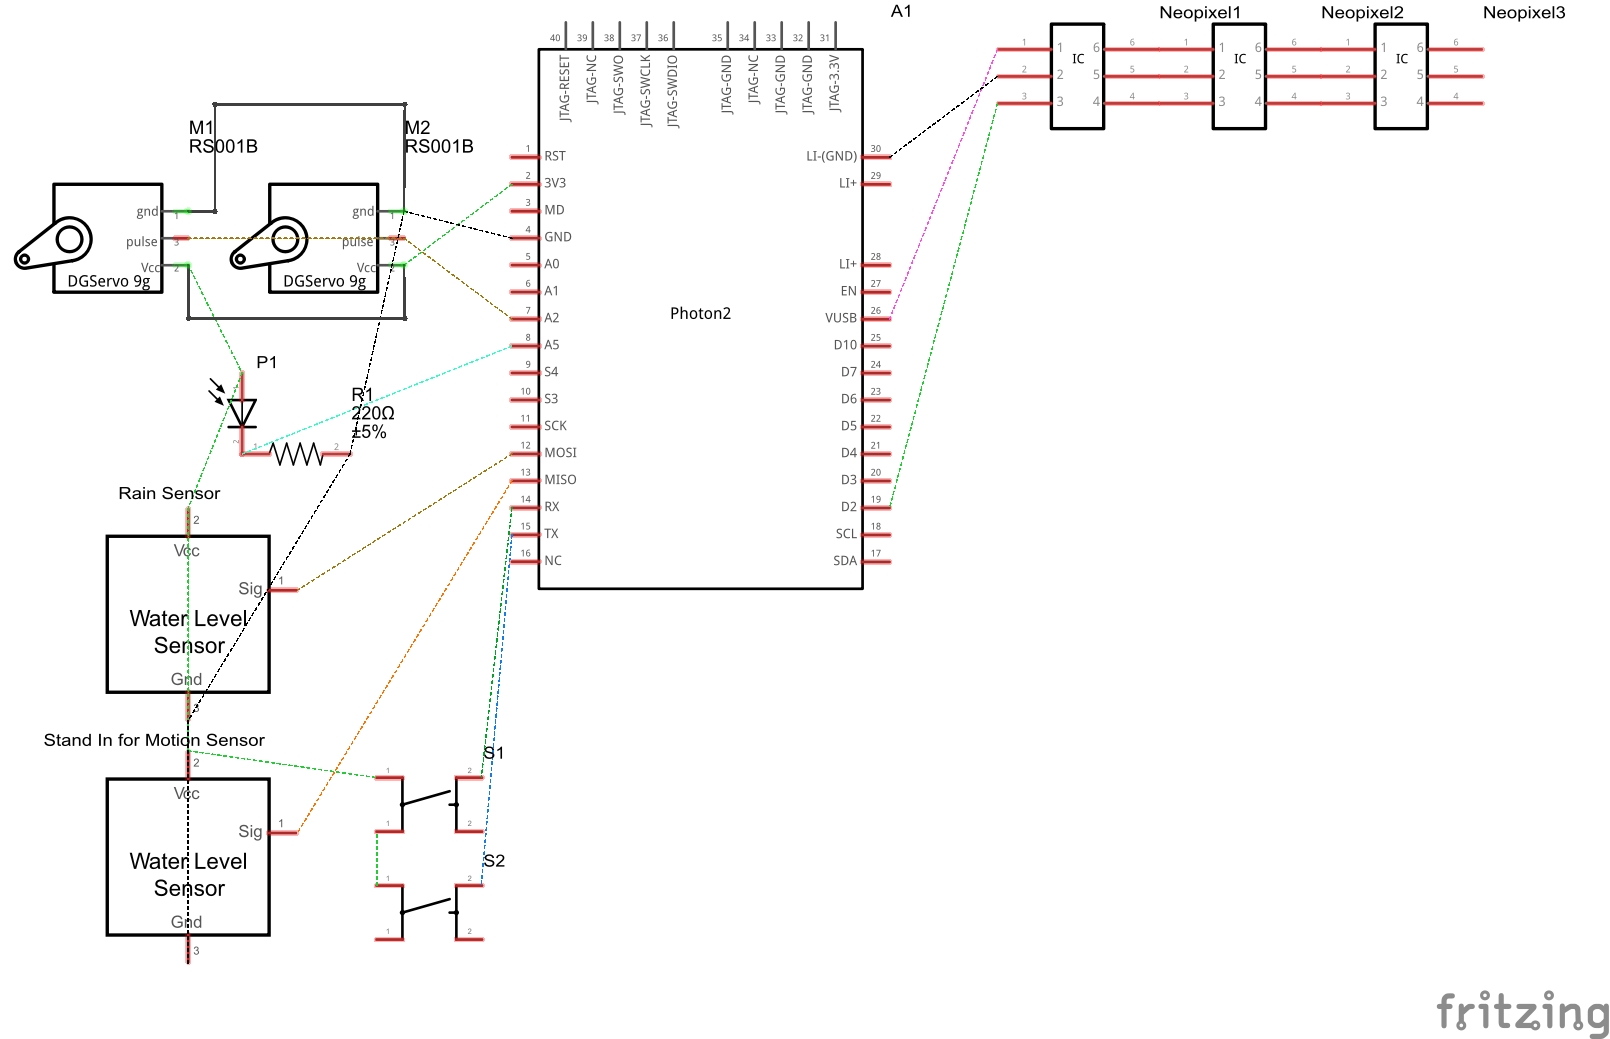 A1
Neopixel1
Neopixel2
Neopixel3
40
39
38
37
36
35
34
33
32
31
JTAG-RESET
JTAG-NC
JTAG-SWO
JTAG-SWCLK
JTAG-SWDIO
JTAG-GND
JTAG-NC
JTAG-GND
JTAG-GND
JTAG-3.3V
1 1 IC 6 6 1 1 IC 6 6 1 1 IC 6 6
2 2 5 5 2 2 5 5 2 2 5 5
3 3 4 4 3 3 4 4 3 3 4 4
M1
RS001B
M2
RS001B
gnd 1
pulse 3
Vcc 2
DGServo 9g
gnd 1
pulse 3
Vcc
DGServo 9g
1 RST
2 3V3
3 MD
4 GND
5 A0
6 A1
7 A2
8 A5
9 S4
10 S3
11 SCK
12 MOSI
13 MISO
14 RX
15 TX
16 NC
Photon2
LI-(GND) 30
LI+ 29
LI+ 28
EN 27
VUSB 26
D10 25
D7 24
D6 23
D5 22
D4 21
D3 20
D2 19
SCL 18
SDA 17
P1
2
R1
220Ω
±5%
1 2
Rain Sensor
2
Vcc
Sig 1
Water Level
Sensor
Gnd
3
Stand In for Motion Sensor
2
Vcc
Sig 1
Water Level
Sensor
Gnd
3
S1
1 2
1 2
S2
1 2
1 2
fritzing